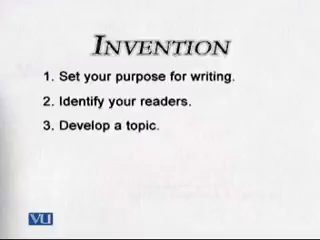 INVENTION
1. Set your purpose for writing.
2. Identify your readers.
3. Develop a topic.
VU